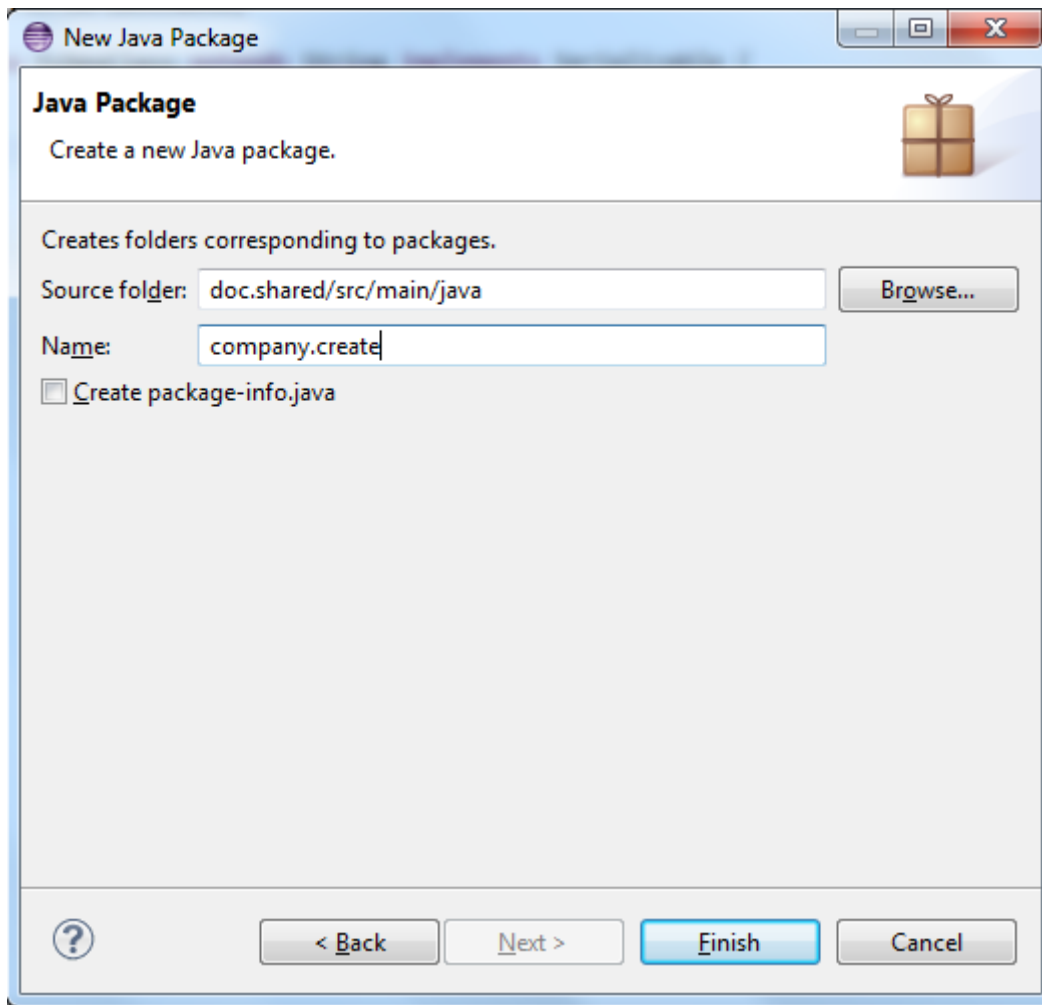 New Java Package
Java Package
Create a new Java package.
Creates folders corresponding to packages.
Source folder: doc.shared/src/main/java Browse...
Name: company.create
Create package-info.java
< Back Next > Finish Cancel